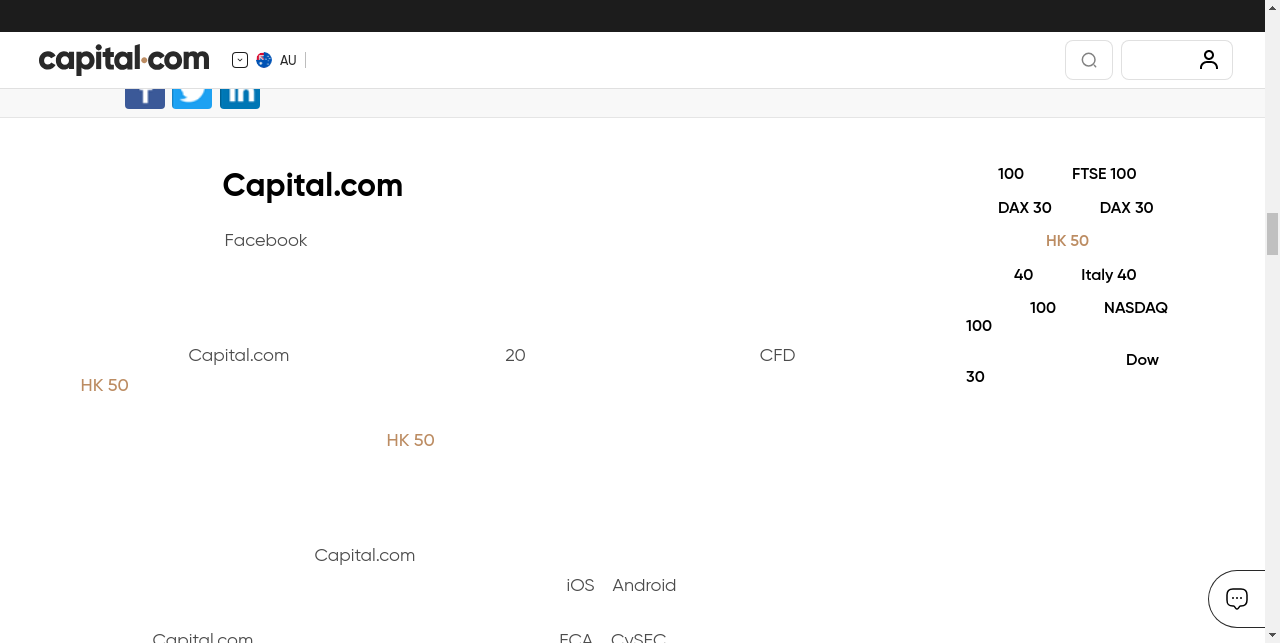 capital.com AU
Capital.com
Facebook
Capital.com 20 CFD
HK 50
HK 50
Capital.com
iOS Android
Capital.com FCA CySEC
100 FTSE 100
DAX 30 DAX 30
HK 50
40 Italy 40
100 NASDAQ
100
Dow
30